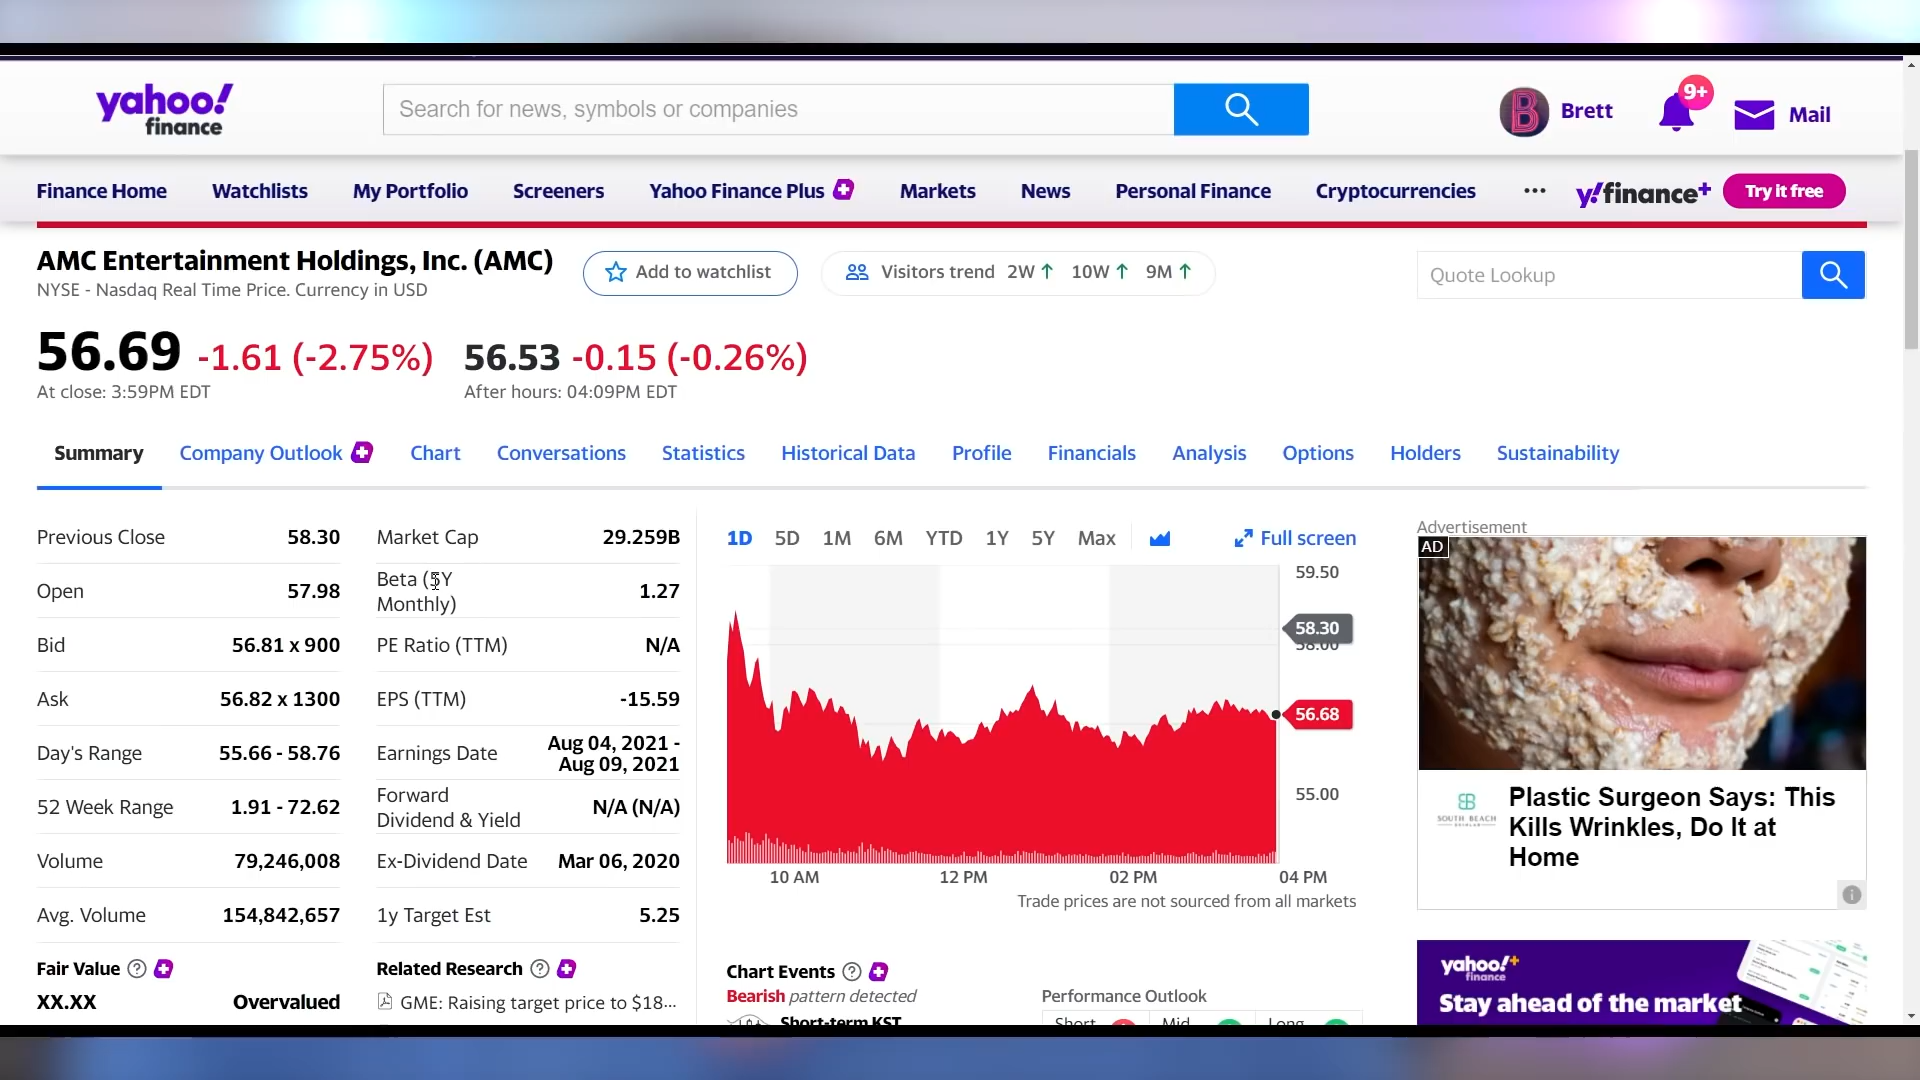 yahoo!
finance
Search for news, symbols or companies
Brett
9+
Mail
Finance Home Watchlists My Portfolio Screeners Yahoo Finance Plus Markets News Personal Finance Cryptocurrencies ••• y!finance+ Try it free
AMC Entertainment Holdings, Inc. (AMC)
NYSE - Nasdaq Real Time Price. Currency in USD
Add to watchlist
Visitors trend 2W↑ 10W↑ 9M↑
Quote Lookup
56.69 -1.61 (-2.75%)
At close: 3:59PM EDT
56.53 -0.15 (-0.26%)
After hours: 04:09PM EDT
Summary Company Outlook Chart Conversations Statistics Historical Data Profile Financials Analysis Options Holders Sustainability
Previous Close 58.30
Open 57.98
Bid 56.81 x 900
Ask 56.82 x 1300
Day's Range 55.66 - 58.76
52 Week Range 1.91 - 72.62
Volume 79,246,008
Avg. Volume 154,842,657
Fair Value
XX.XX Overvalued
Market Cap 29.259B
Beta (5Y
Monthly) 1.27
PE Ratio (TTM) N/A
EPS (TTM) -15.59
Earnings Date Aug 04, 2021 -
Aug 09, 2021
Forward
Dividend & Yield N/A (N/A)
Ex-Dividend Date Mar 06, 2020
1y Target Est 5.25
Related Research
GME: Raising target price to $18...
1D 5D 1M 6M YTD 1Y 5Y Max Full screen
59.50
58.30
58.00
56.68
55.00
10 AM 12 PM 02 PM 04 PM
Trade prices are not sourced from all markets
Chart Events
Bearish pattern detected
Short-term KST
Performance Outlook
Short Mid Long
Advertisement
AD
SOUTH BEACH
SKINLAB
Plastic Surgeon Says: This
Kills Wrinkles, Do It at
Home
yahoo!+
finance
Stay ahead of the market